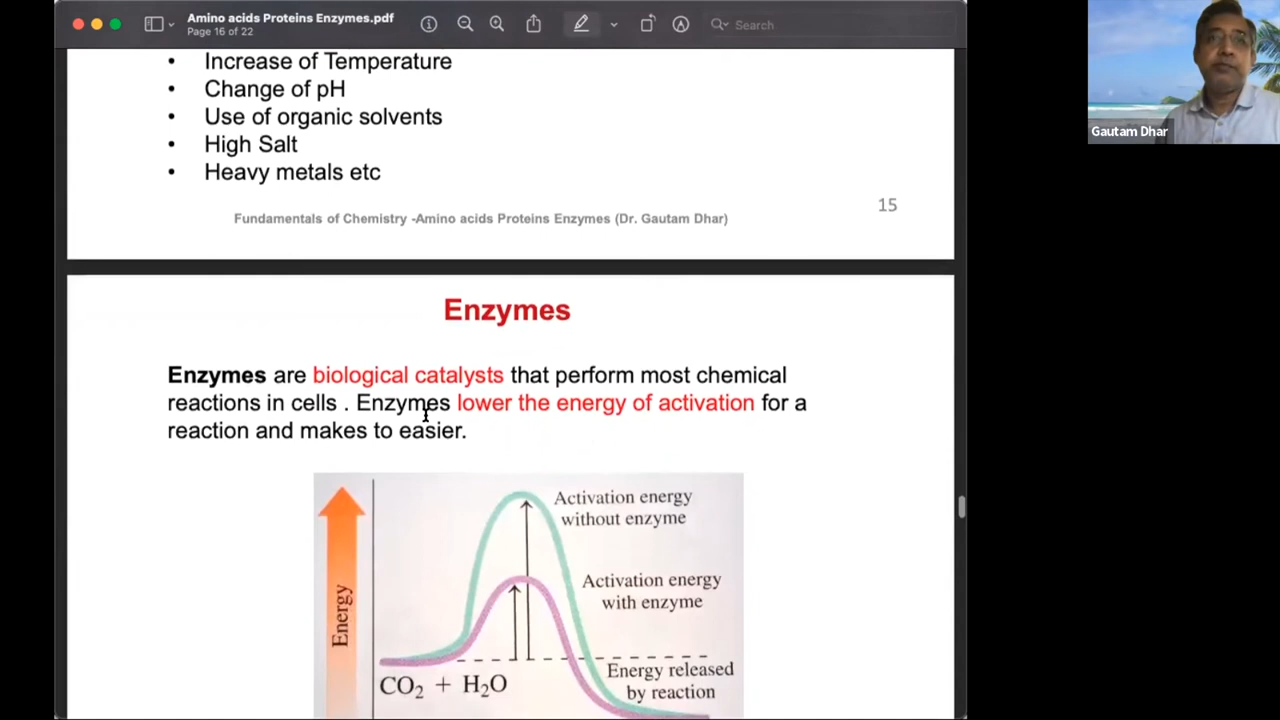 Amino acids Proteins Enzymes.pdf
Page 16 of 22
Search
Gautam Dhar
• Increase of Temperature
• Change of pH
• Use of organic solvents
• High Salt
• Heavy metals etc
Fundamentals of Chemistry -Amino acids Proteins Enzymes (Dr. Gautam Dhar)
15
Enzymes
Enzymes are biological catalysts that perform most chemical
reactions in cells . Enzymes lower the energy of activation for a
reaction and makes to easier.
Activation energy
without enzyme
Activation energy
with enzyme
Energy
Energy released
by reaction
CO₂ + H₂O